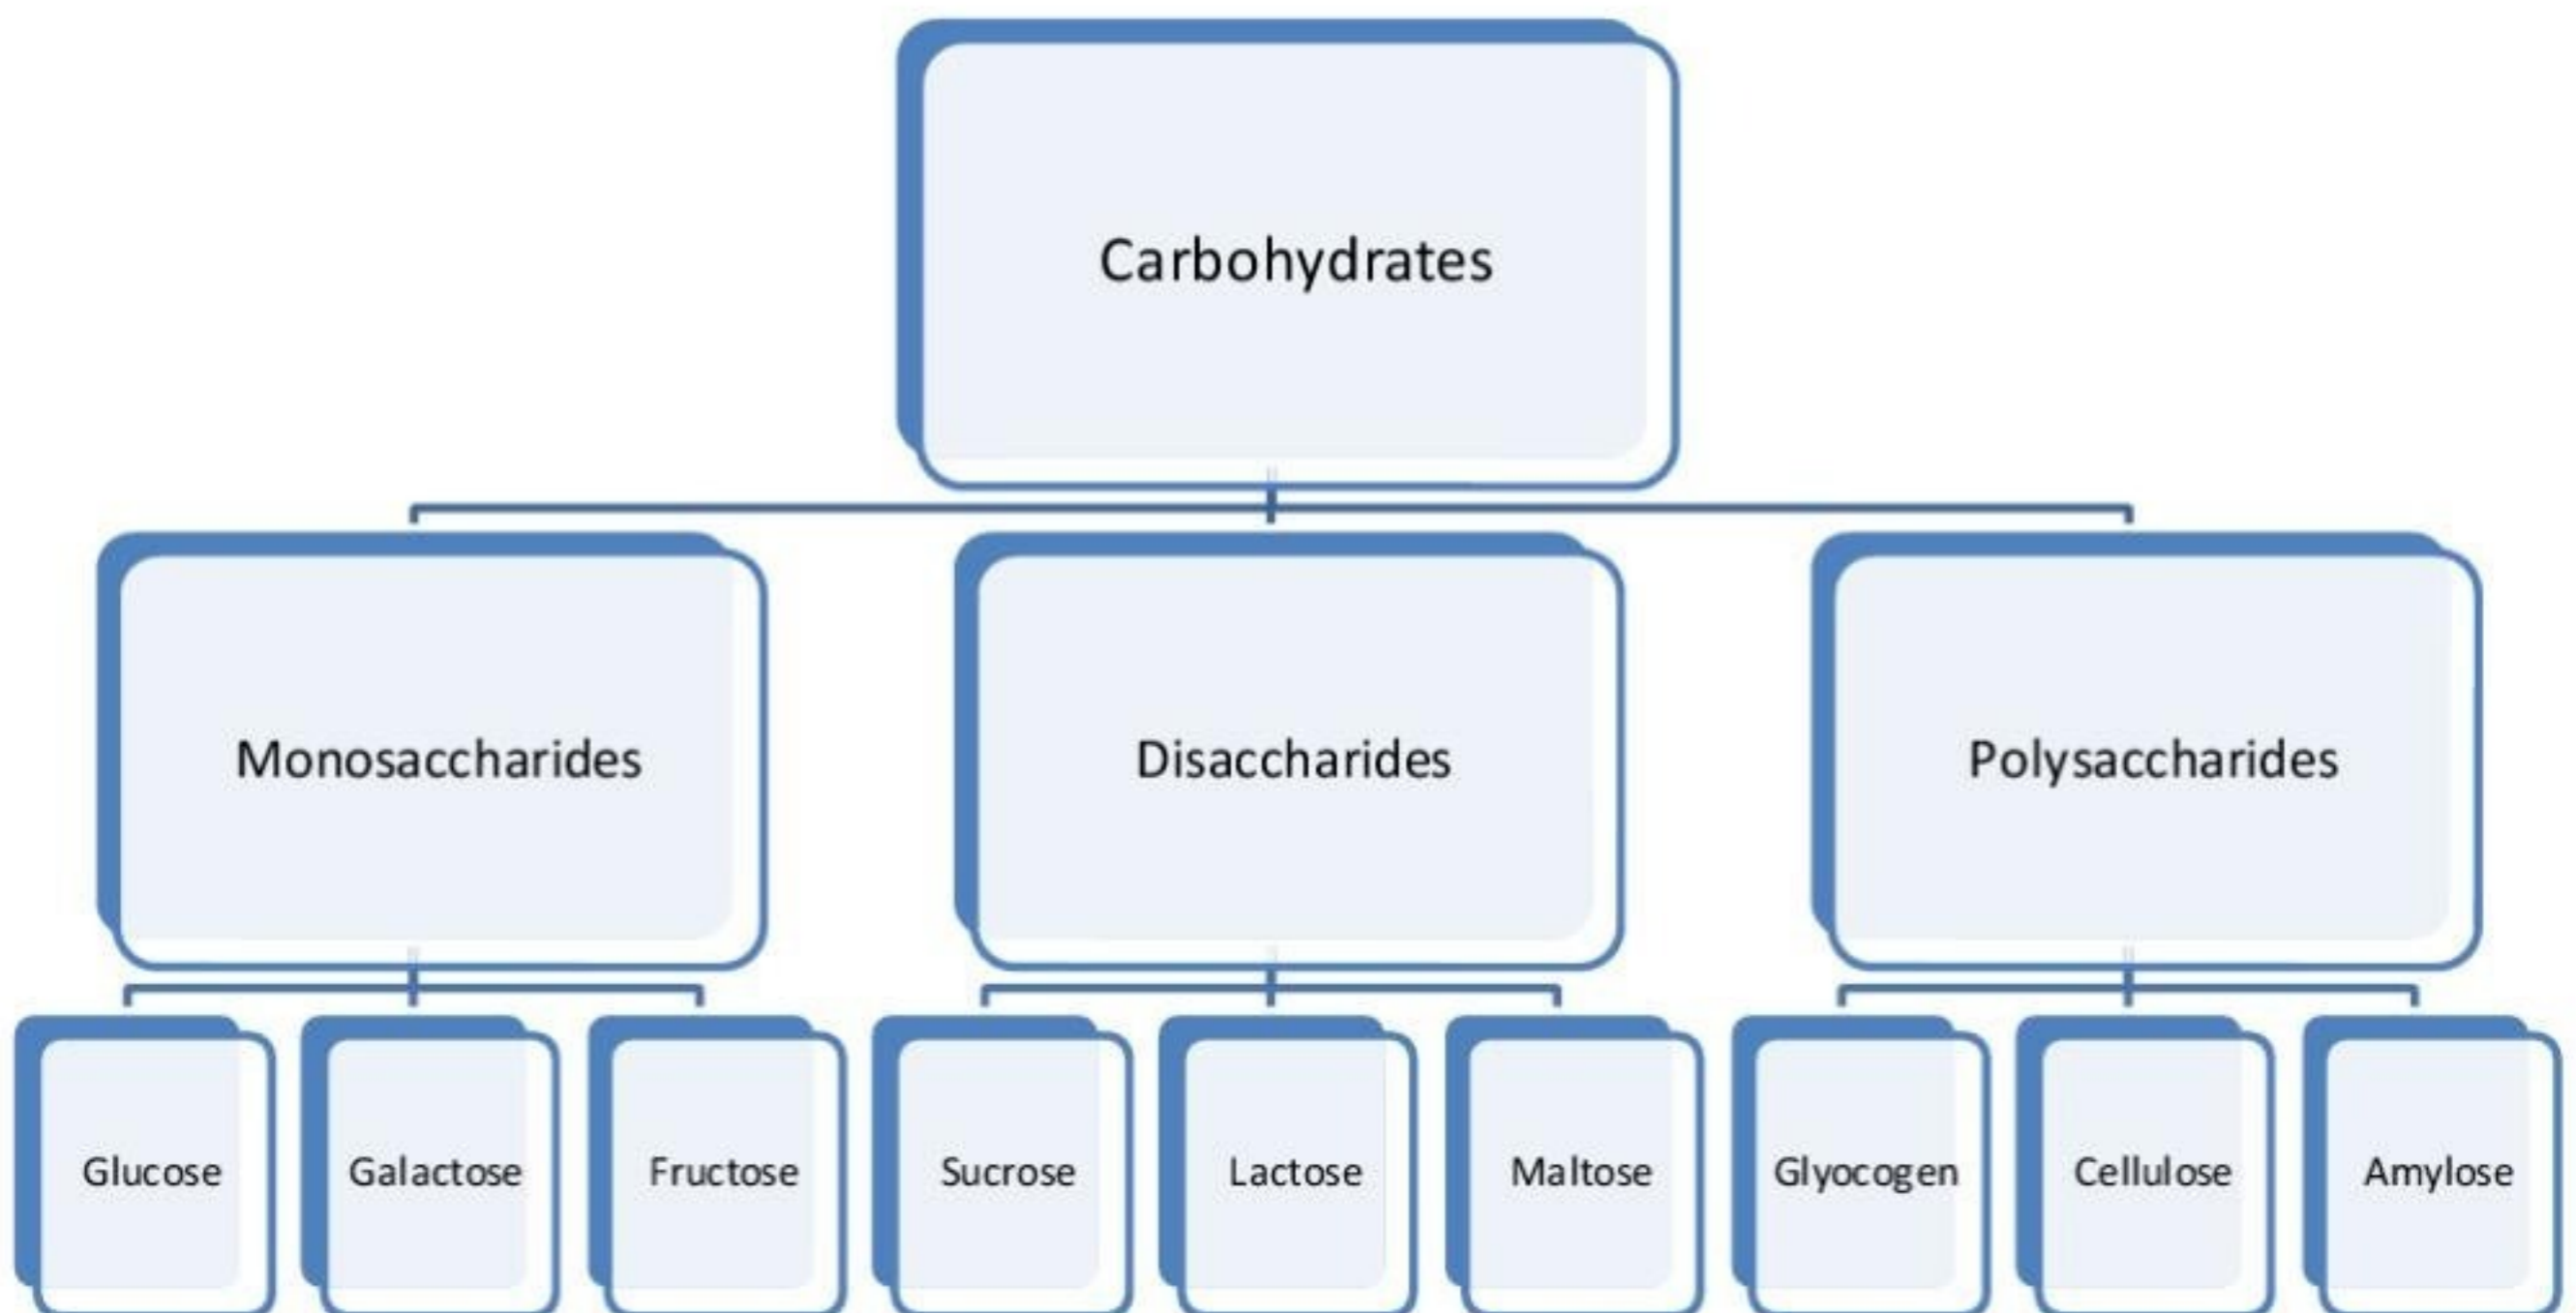 Carbohydrates
Monosaccharides
Disaccharides
Polysaccharides
Glucose
Galactose
Fructose
Sucrose
Lactose
Maltose
Glyocogen
Cellulose
Amylose